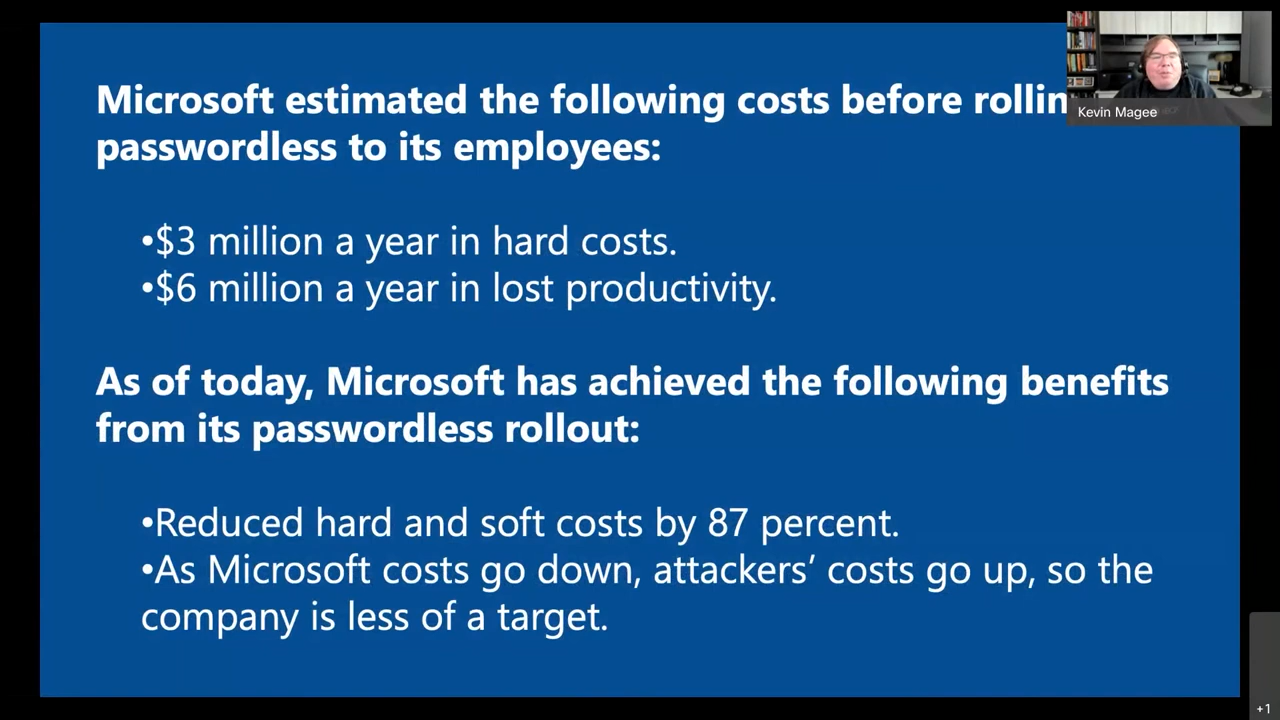 Microsoft estimated the following costs before rollin
passwordless to its employees:
•$3 million a year in hard costs.
•$6 million a year in lost productivity.
As of today, Microsoft has achieved the following benefits
from its passwordless rollout:
•Reduced hard and soft costs by 87 percent.
•As Microsoft costs go down, attackers’ costs go up, so the
company is less of a target.
Kevin Magee
+1